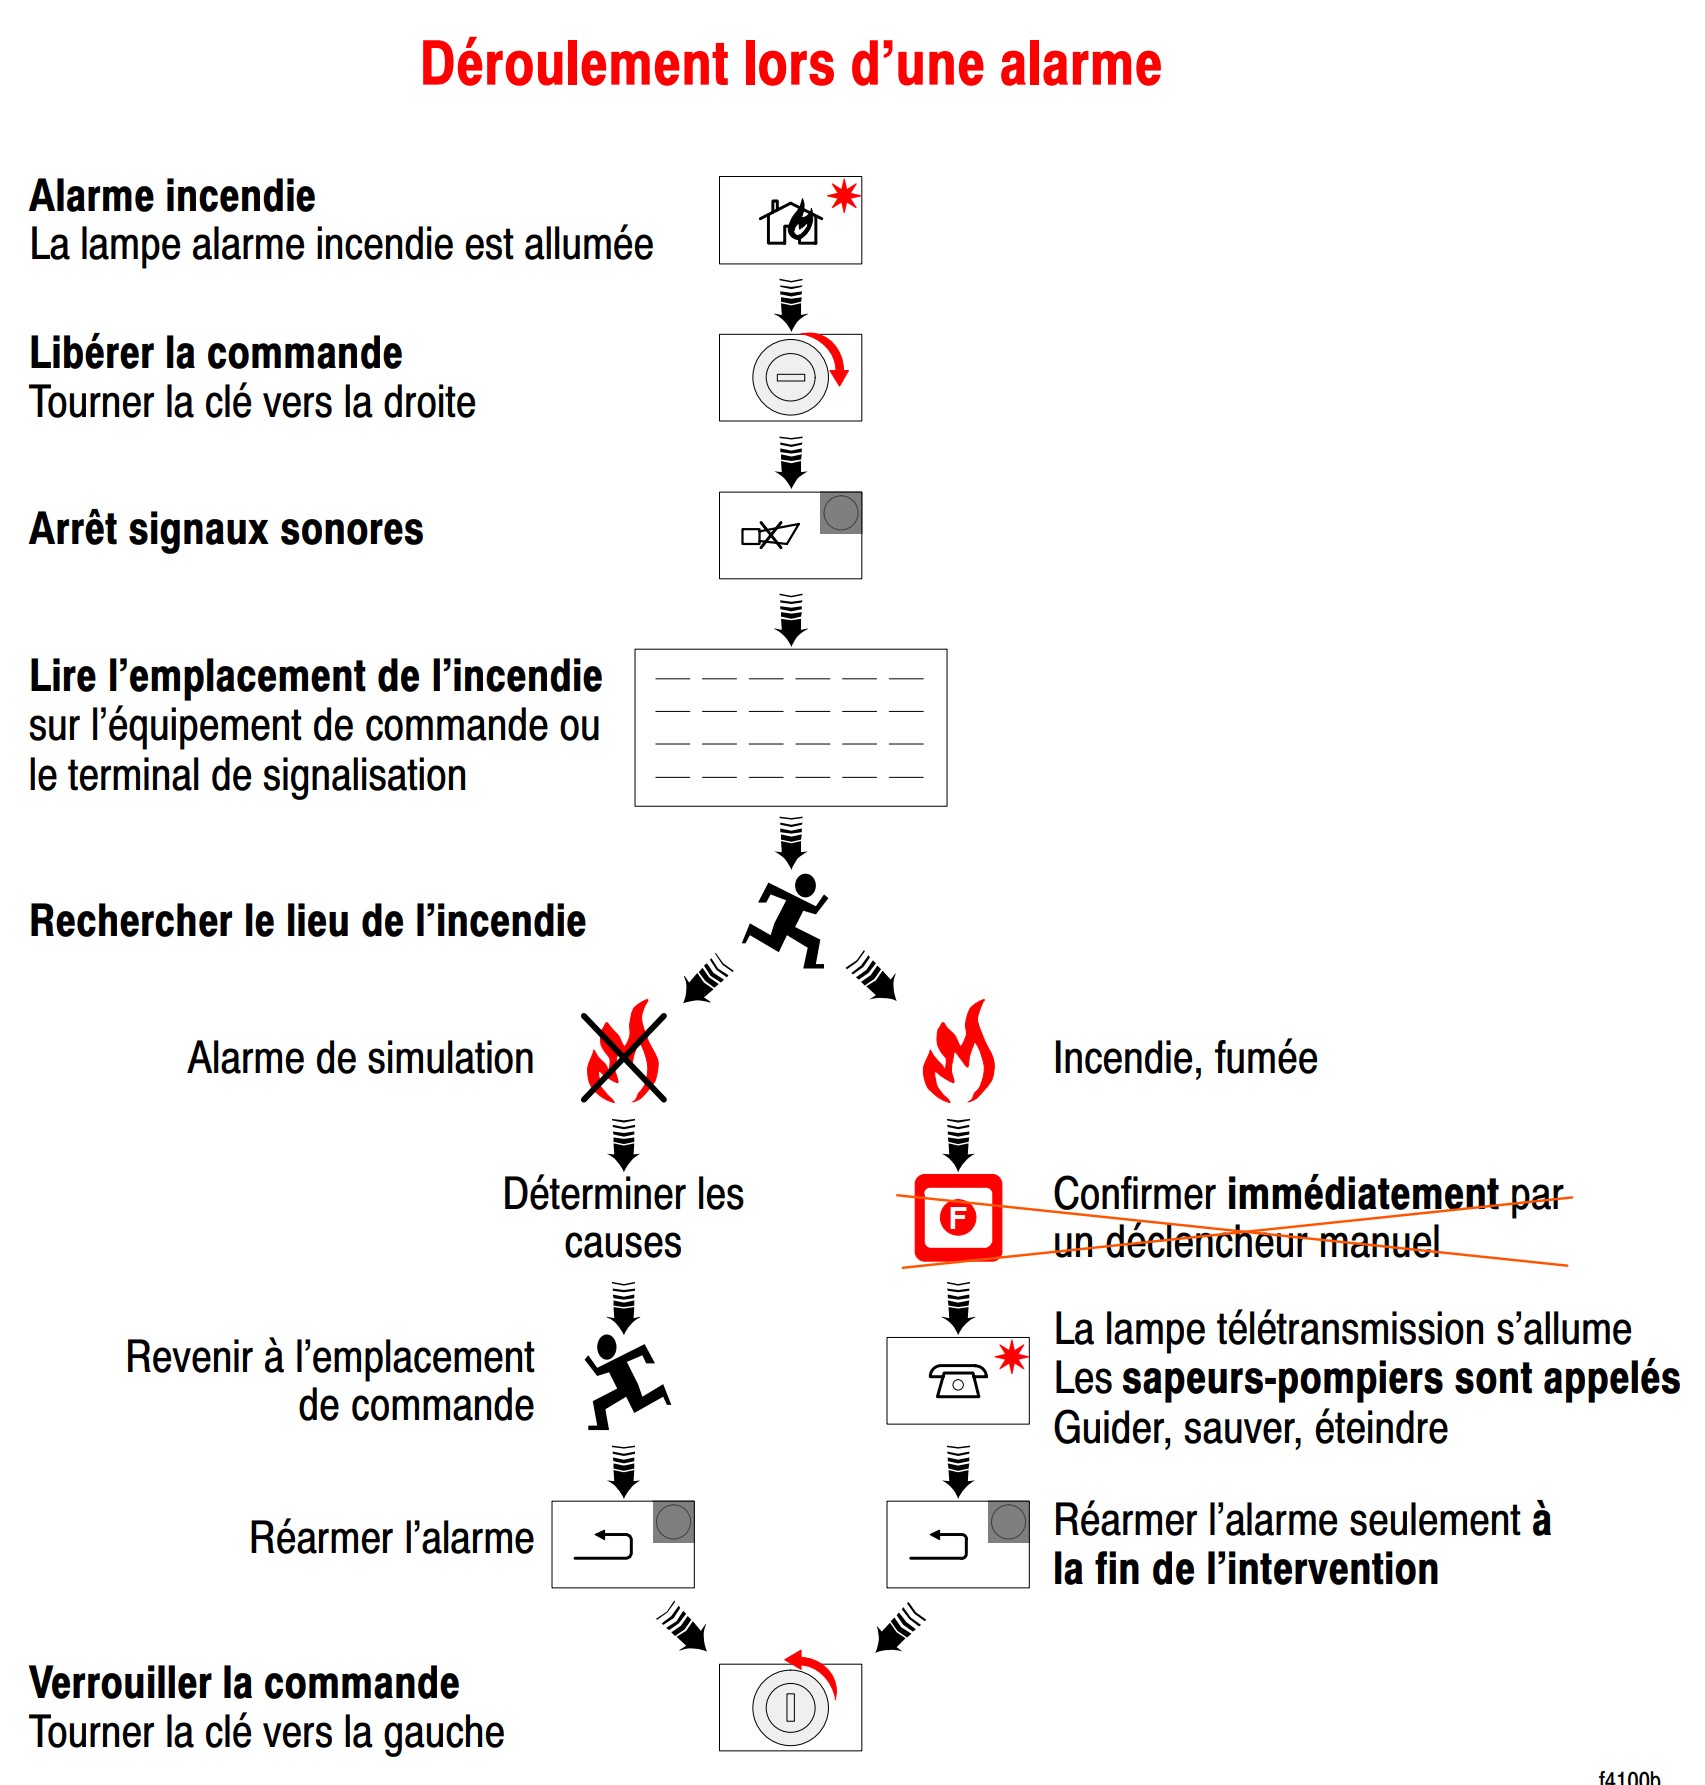 Déroulement lors d’une alarme
Alarme incendie
La lampe alarme incendie est allumée
Libérer la commande
Tourner la clé vers la droite
Arrêt signaux sonores
Lire l’emplacement de l’incendie
sur l’équipement de commande ou
le terminal de signalisation
Rechercher le lieu de l’incendie
Alarme de simulation
Incendie, fumée
Déterminer les
causes
F
Confirmer immédiatement par
un déclencheur manuel
Revenir à l’emplacement
de commande
La lampe télétransmission s’allume
Les sapeurs-pompiers sont appelés
Guider, sauver, éteindre
Réarmer l’alarme
Réarmer l’alarme seulement à
la fin de l’intervention
Verrouiller la commande
Tourner la clé vers la gauche
f4100b